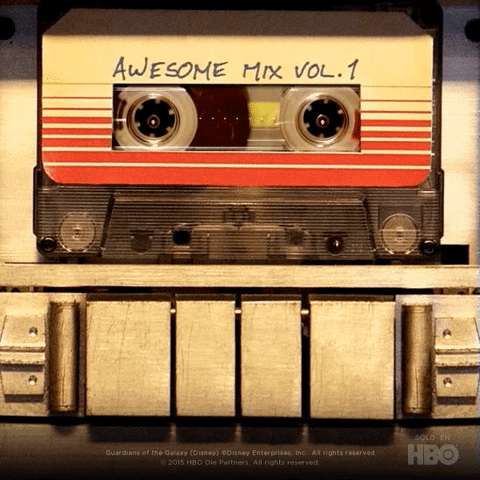 AWESOME MIX VOL. 1
SOLO EN
HBO
Guardians of the Galaxy (Disney) ©Disney Enterprises, Inc. All rights reserved.
© 2015 HBO Ole Partners. All rights reserved.